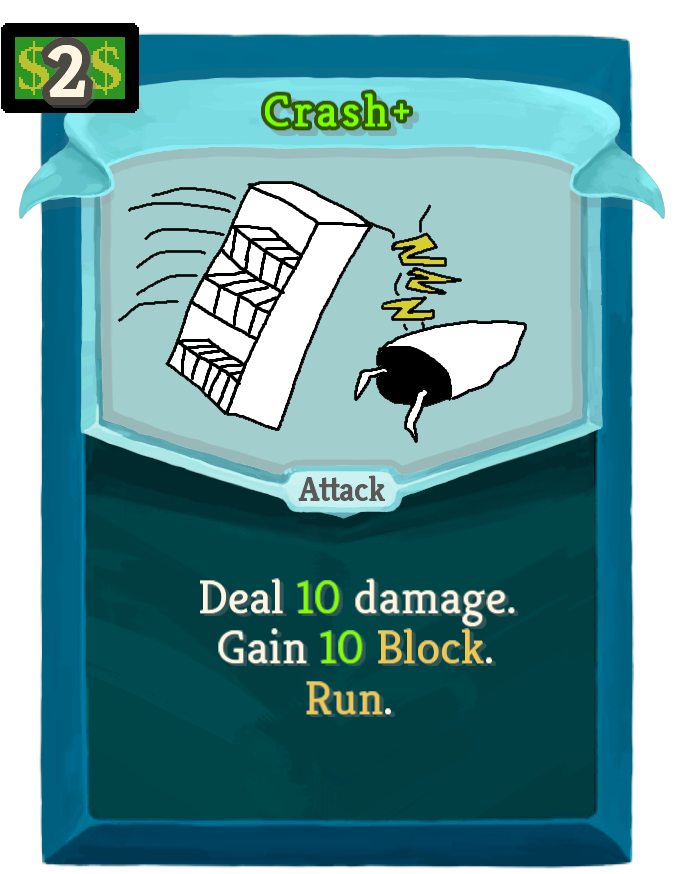 $2$
Crash+
Attack
Deal 10 damage.
Gain 10 Block.
Run.